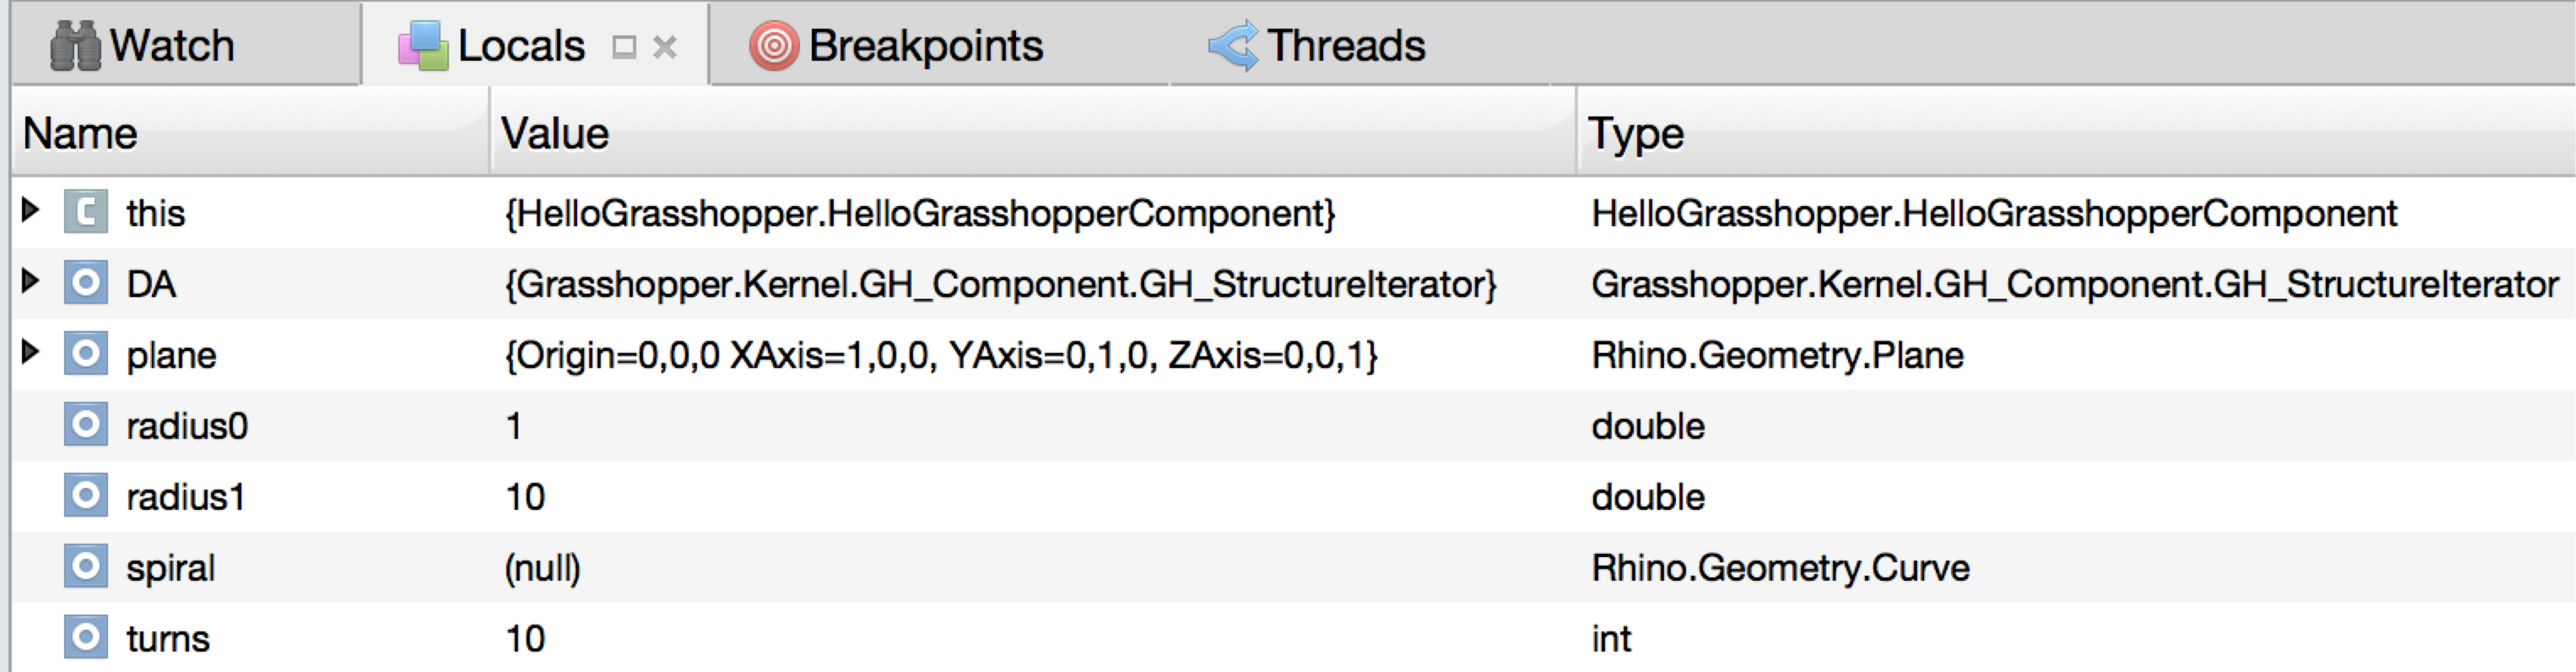 Watch Locals Breakpoints Threads
Name Value Type
this {HelloGrasshopper.HelloGrasshopperComponent} HelloGrasshopper.HelloGrasshopperComponent
DA {Grasshopper.Kernel.GH_Component.GH_StructureIterator} Grasshopper.Kernel.GH_Component.GH_StructureIterator
plane {Origin=0,0,0 XAxis=1,0,0, YAxis=0,1,0, ZAxis=0,0,1} Rhino.Geometry.Plane
radius0 1 double
radius1 10 double
spiral (null) Rhino.Geometry.Curve
turns 10 int